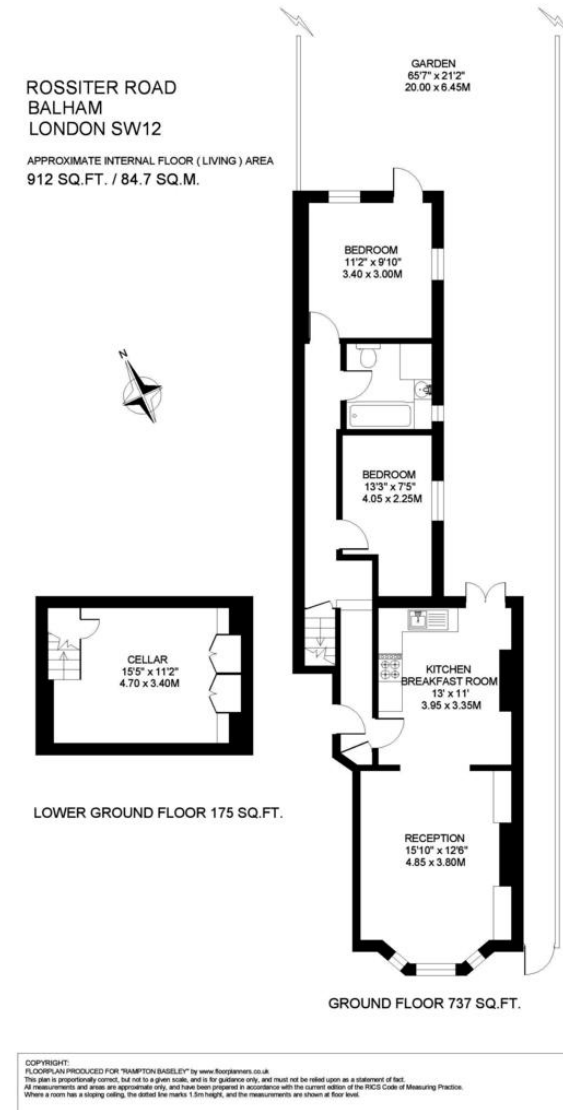 ROSSITER ROAD
BALHAM
LONDON SW12
APPROXIMATE INTERNAL FLOOR ( LIVING ) AREA
912 SQ.FT. / 84.7 SQ.M.
GARDEN
65'7" x 21'2"
20.00 x 6.45M
BEDROOM
11'2" x 9'10"
3.40 x 3.00M
N
BEDROOM
13'3" x 7'5"
4.05 x 2.25M
CELLAR
15'5" x 11'2"
4.70 x 3.40M
KITCHEN
BREAKFAST ROOM
13' x 11'
3.95 x 3.35M
LOWER GROUND FLOOR 175 SQ.FT.
RECEPTION
15'10" x 12'6"
4.85 x 3.80M
GROUND FLOOR 737 SQ.FT.
COPYRIGHT:
FLOORPLAN PRODUCED FOR "RAMPTON BASELEY" by www.floorplanners.co.uk
This plan is proportionally correct, but not to a given scale, and is for guidance only, and must not be relied upon as a statement of fact.
All measurements and areas are approximate only, and have been prepared in accordance with the current edition of the RICS Code of Measuring Practice.
Where a room has a sloping ceiling, the dotted line marks 1.5m height, and the measurements are shown at floor level.